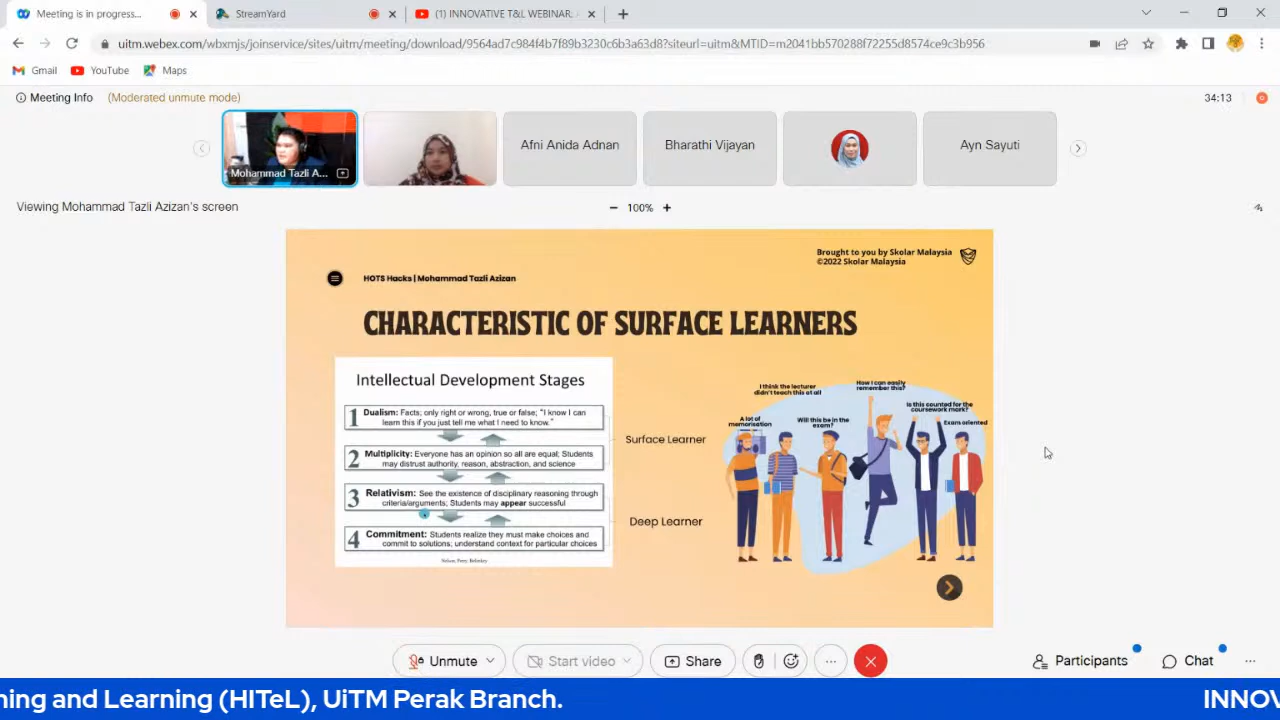 Meeting is in progress...
StreamYard
(1) INNOVATIVE T&L WEBINAR:
uitm.webex.com/wbxmjs/joinservice/sites/uitm/meeting/download/9564ad7c984f4b7f89b3230c6b3a63d8?siteurl=uitm&MTID=m2041bb570288f72255d8574ce9c3b956
Gmail
YouTube
Maps
Meeting Info
(Moderated unmute mode)
34:13
Mohammad Tazli A...
Afni Anida Adnan
Bharathi Vijayan
Ayn Sayuti
Viewing Mohammad Tazli Azizan's screen
100%
Brought to you by Skolar Malaysia
©2022 Skolar Malaysia
HOTS Hacks | Mohammad Tazli Azizan
CHARACTERISTIC OF SURFACE LEARNERS
Intellectual Development Stages
1 Dualism: Facts; only right or wrong, true or false; "I know I can
learn this if you just tell me what I need to know."
2 Multiplicity: Everyone has an opinion so all are equal; Students
may distrust authority, reason, abstraction, and science
3 Relativism: See the existence of disciplinary reasoning through
criteria/arguments; Students may appear successful
4 Commitment: Students realize they must make choices and
commit to solutions; understand context for particular choices
Surface Learner
Deep Learner
I think the lecturer
didn't teach this at all
How I can easily
remember this?
Is this counted for the
coursework mark?
A lot of
memorisation
Will this be in the
exam?
Exam oriented
Unmute
Start video
Share
Participants
Chat
ning and Learning (HITeL), UiTM Perak Branch.
INNOV